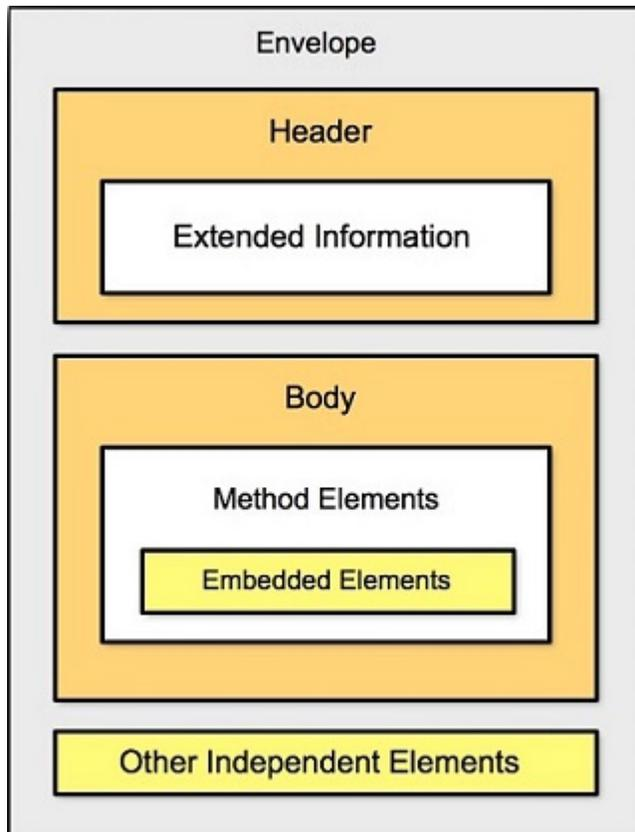 Envelope
Header
Extended Information
Body
Method Elements
Embedded Elements
Other Independent Elements